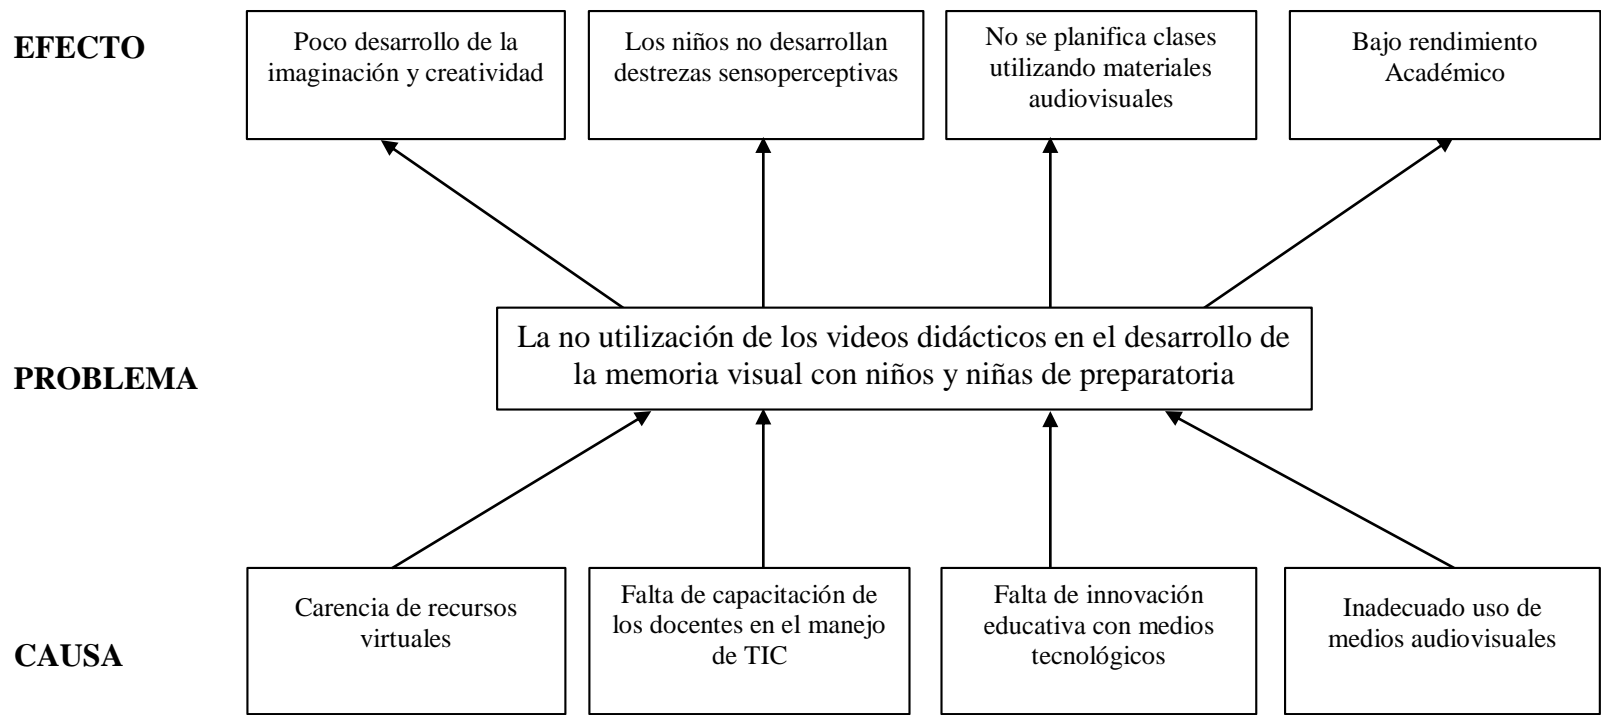 EFECTO
Poco desarrollo de la
imaginación y creatividad
Los niños no desarrollan
destrezas sensoperceptivas
No se planifica clases
utilizando materiales
audiovisuales
Bajo rendimiento
Académico
PROBLEMA
La no utilización de los videos didácticos en el desarrollo de
la memoria visual con niños y niñas de preparatoria
CAUSA
Carencia de recursos
virtuales
Falta de capacitación de
los docentes en el manejo
de TIC
Falta de innovación
educativa con medios
tecnológicos
Inadecuado uso de
medios audiovisuales